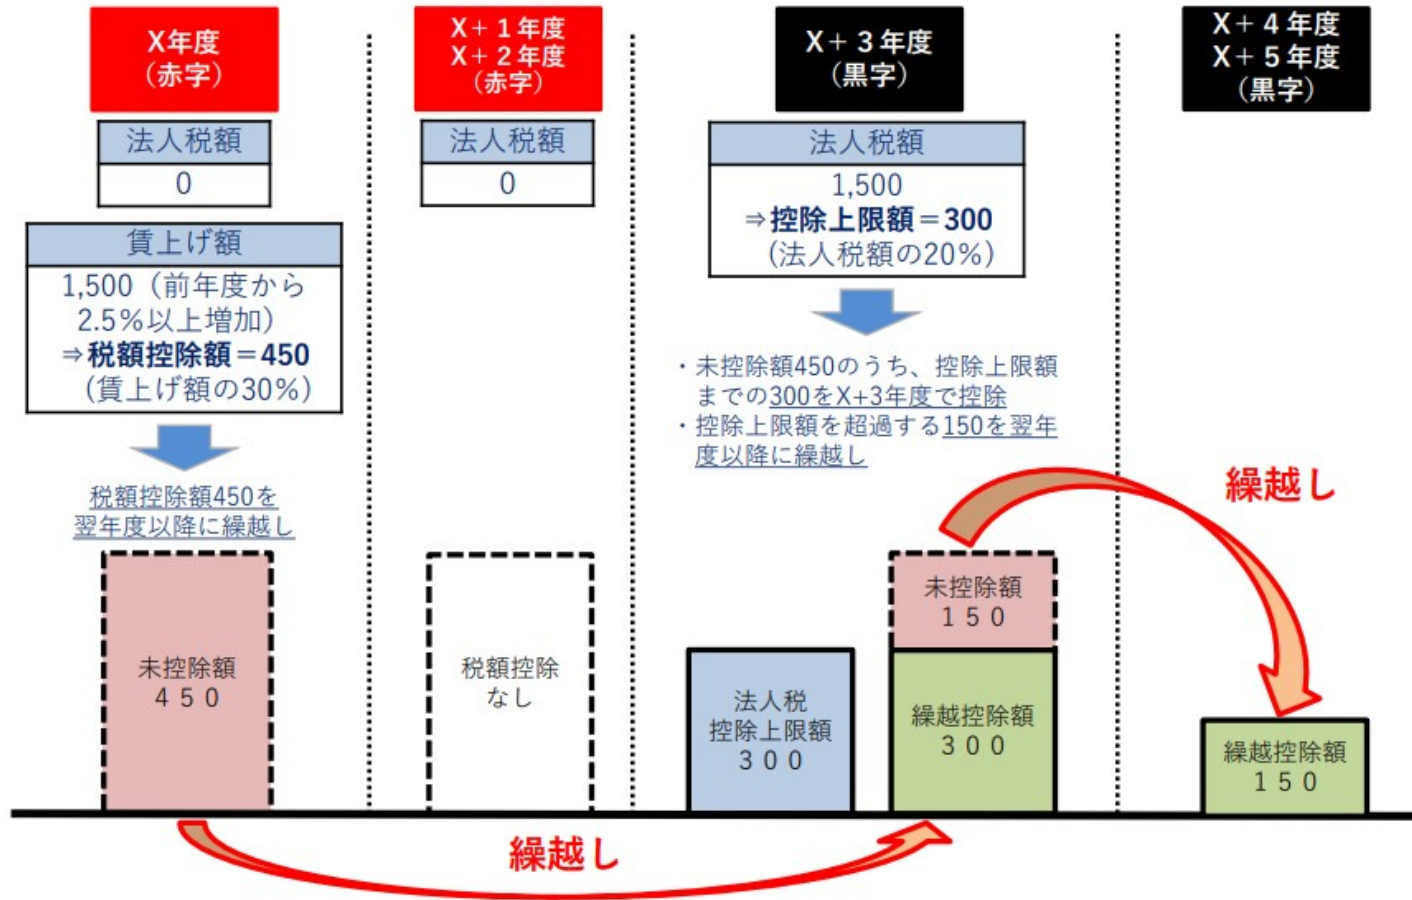 X年度
（赤字）
法人税額
0
賃上げ額
1,500（前年度から
2.5％以上増加）
⇒税額控除額＝450
（賃上げ額の30％）
税額控除額450を
翌年度以降に繰越し
未控除額
４５０
X＋１年度
X＋２年度
（赤字）
法人税額
0
税額控除
なし
X＋３年度
（黒字）
法人税額
1,500
⇒控除上限額＝300
（法人税額の20％）
・未控除額450のうち、控除上限額
までの300をX+3年度で控除
・控除上限額を超過する150を翌年
度以降に繰越し
法人税
控除上限額
３００
未控除額
１５０
繰越控除額
３００
X＋４年度
X＋５年度
（黒字）
繰越し
繰越控除額
１５０
繰越し